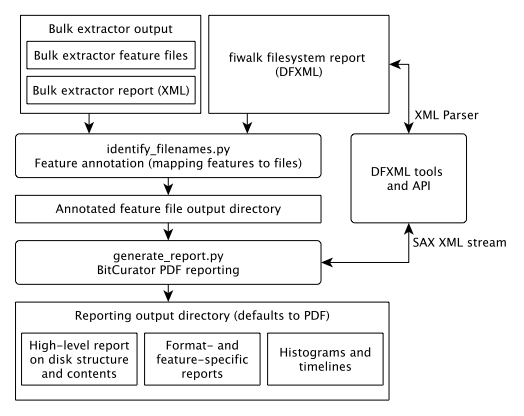 Bulk extractor output
Bulk extractor feature files
Bulk extractor report (XML)
fiwalk filesystem report
(DFXML)
XML Parser
identify_filenames.py
Feature annotation (mapping features to files)
DFXML tools
and API
Annotated feature file output directory
SAX XML stream
generate_report.py
BitCurator PDF reporting
Reporting output directory (defaults to PDF)
High-level report
on disk structure
and contents
Format- and
feature-specific
reports
Histograms and
timelines